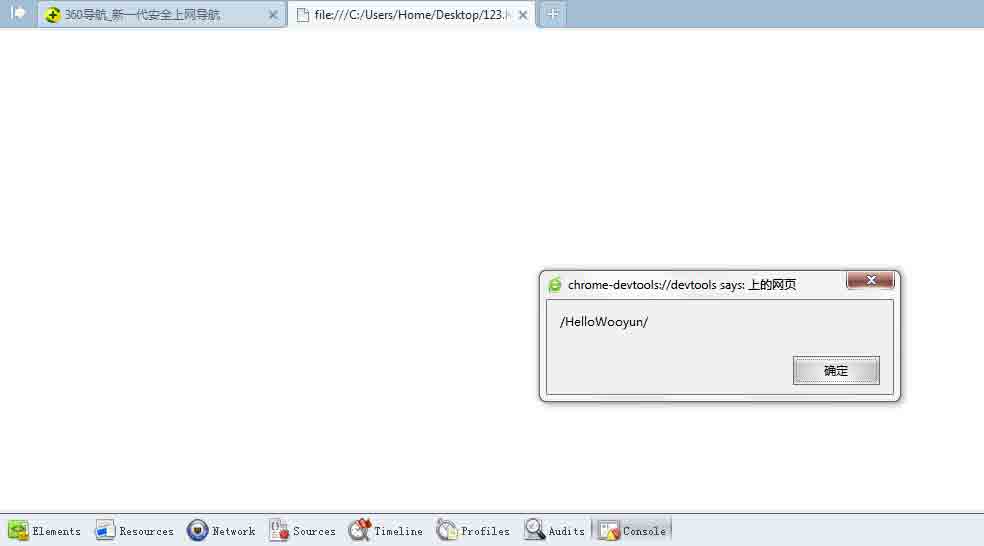 360导航_新一代安全上网导航
file:///C:/Users/Home/Desktop/123.h
chrome-devtools://devtools says: 上的网页
/HelloWooyun/
确定
Elements Resources Network Sources Timeline Profiles Audits Console